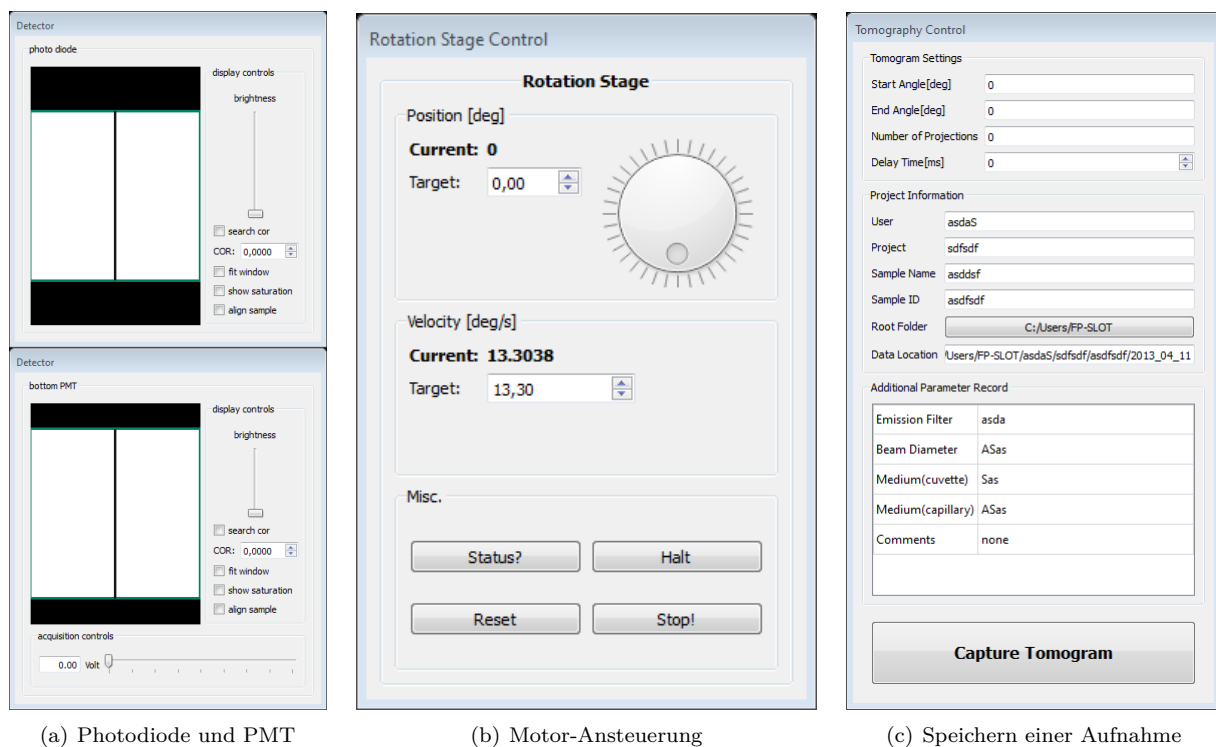 Detector
photo diode
display controls
brightness
search cor
COR: 0,0000
fit window
show saturation
align sample
Detector
bottom PMT
display controls
brightness
search cor
COR: 0,0000
fit window
show saturation
align sample
acquisition controls
0.00 Volt
(a) Photodiode und PMT
Rotation Stage Control
Rotation Stage
Position [deg]
Current: 0
Target: 0,00
Velocity [deg/s]
Current: 13.3038
Target: 13,30
Misc.
Status? Halt
Reset Stop!
(b) Motor-Ansteuerung
Tomography Control
Tomogram Settings
Start Angle[deg] 0
End Angle[deg] 0
Number of Projections 0
Delay Time[ms] 0
Project Information
User asdaS
Project sdfsdf
Sample Name asddsf
Sample ID asdfsdf
Root Folder C:/Users/FP-SLOT
Data Location /Users/FP-SLOT/asdaS/sdfsdf/asdfsdf/2013_04_11
Additional Parameter Record
Emission Filter asda
Beam Diameter ASas
Medium(cuvette) Sas
Medium(capillary) ASas
Comments none
Capture Tomogram
(c) Speichern einer Aufnahme